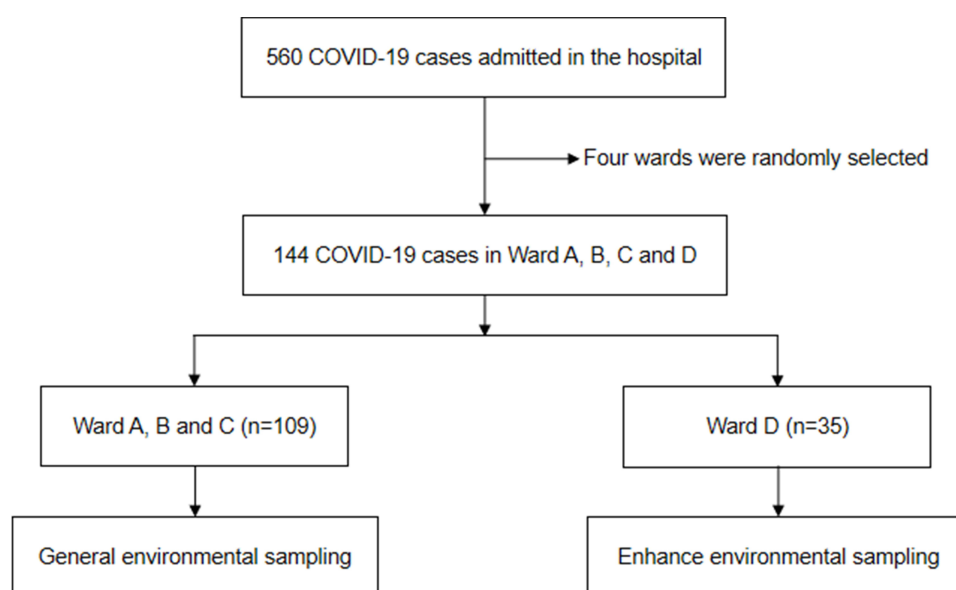 560 COVID-19 cases admitted in the hospital
Four wards were randomly selected
144 COVID-19 cases in Ward A, B, C and D
Ward A, B and C (n=109)
Ward D (n=35)
General environmental sampling
Enhance environmental sampling